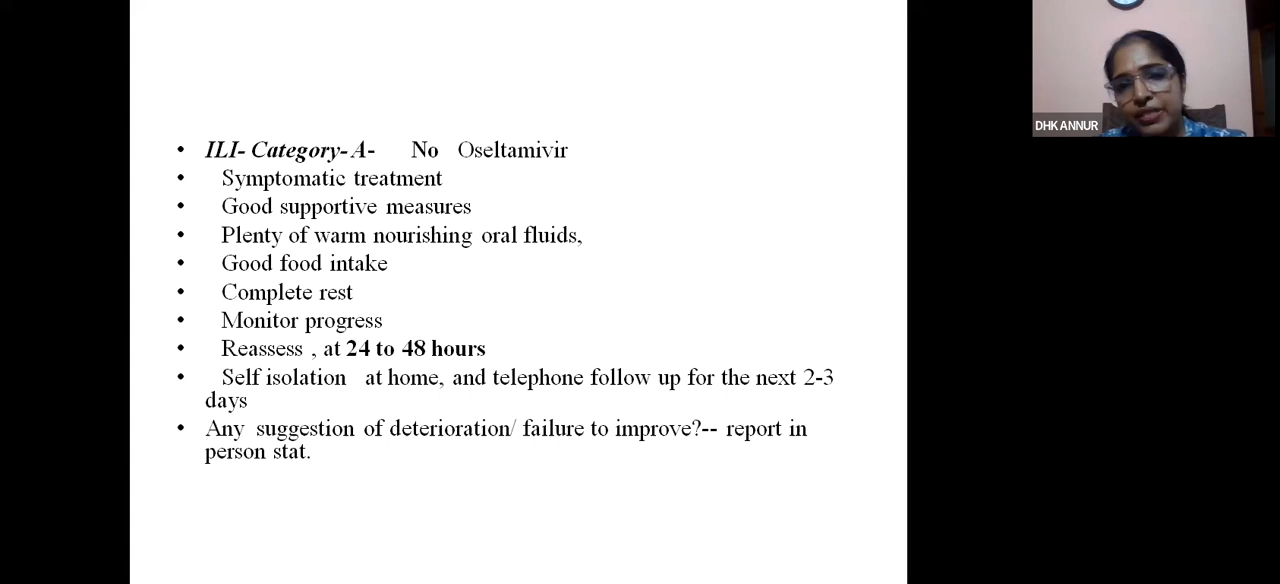 • ILI- Category- A- No Oseltamivir
• Symptomatic treatment
• Good supportive measures
• Plenty of warm nourishing oral fluids,
• Good food intake
• Complete rest
• Monitor progress
• Reassess , at 24 to 48 hours
• Self isolation at home, and telephone follow up for the next 2-3
days
• Any suggestion of deterioration/ failure to improve?-- report in
person stat.
DHKANNUR